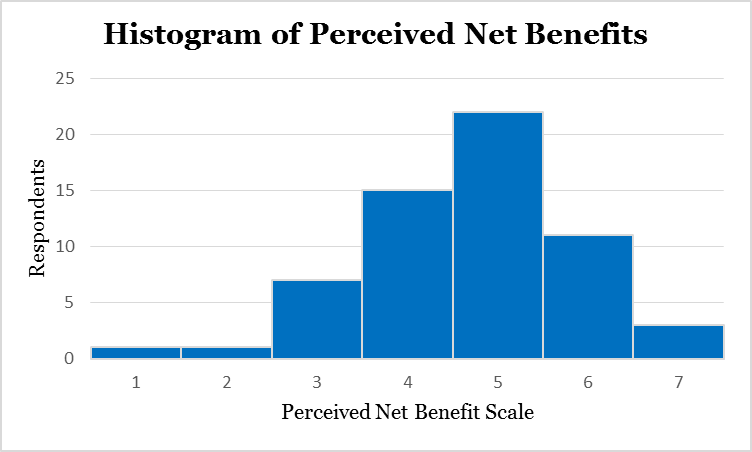 Histogram of Perceived Net Benefits
25
20
15
10
5
0
Respondents
1 2 3 4 5 6 7
Perceived Net Benefit Scale